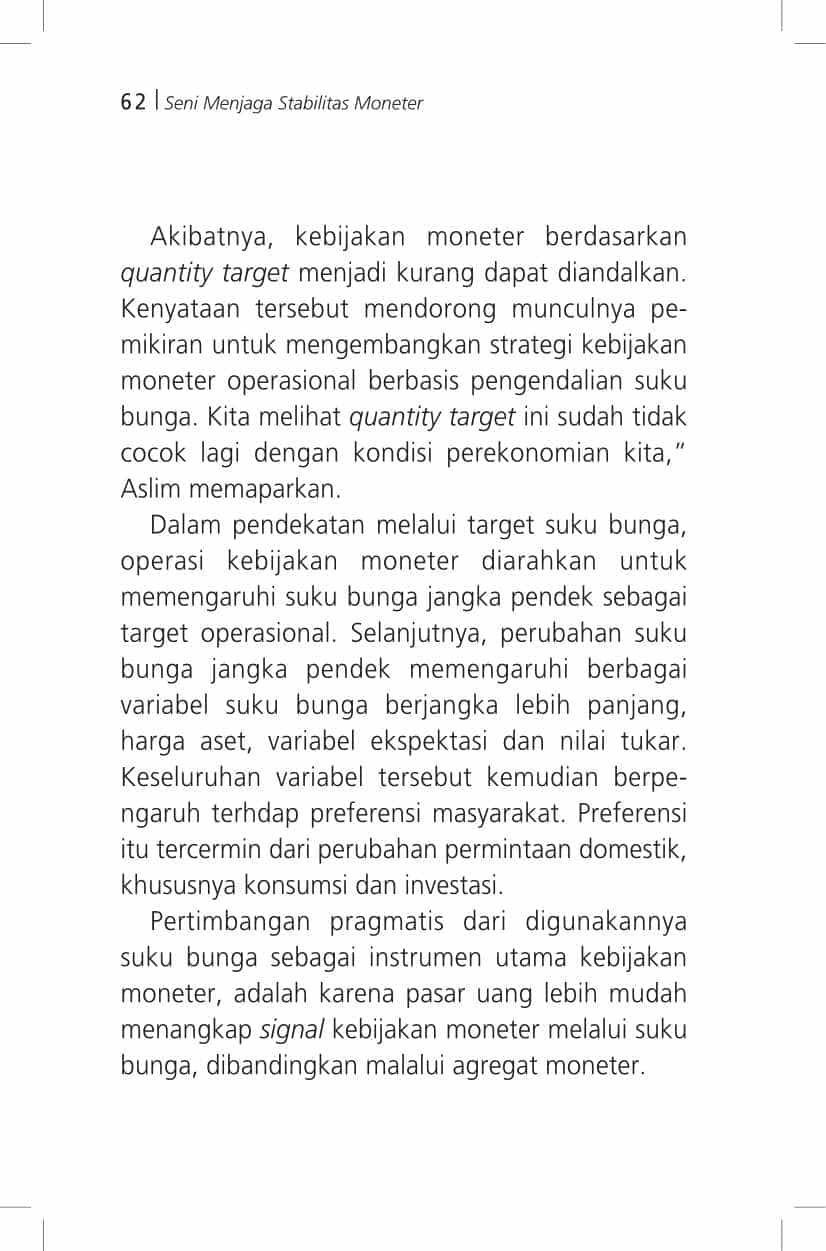 62 | Seni Menjaga Stabilitas Moneter
Akibatnya, kebijakan moneter berdasarkan
quantity target menjadi kurang dapat diandalkan.
Kenyataan tersebut mendorong munculnya pe-
mikiran untuk mengembangkan strategi kebijakan
moneter operasional berbasis pengendalian suku
bunga. Kita melihat quantity target ini sudah tidak
cocok lagi dengan kondisi perekonomian kita,”
Aslim memaparkan.
Dalam pendekatan melalui target suku bunga,
operasi kebijakan moneter diarahkan untuk
memengaruhi suku bunga jangka pendek sebagai
target operasional. Selanjutnya, perubahan suku
bunga jangka pendek memengaruhi berbagai
variabel suku bunga berjangka lebih panjang,
harga aset, variabel ekspektasi dan nilai tukar.
Keseluruhan variabel tersebut kemudian berpe-
ngaruh terhdap preferensi masyarakat. Preferensi
itu tercermin dari perubahan permintaan domestik,
khususnya konsumsi dan investasi.
Pertimbangan pragmatis dari digunakannya
suku bunga sebagai instrumen utama kebijakan
moneter, adalah karena pasar uang lebih mudah
menangkap signal kebijakan moneter melalui suku
bunga, dibandingkan malalui agregat moneter.